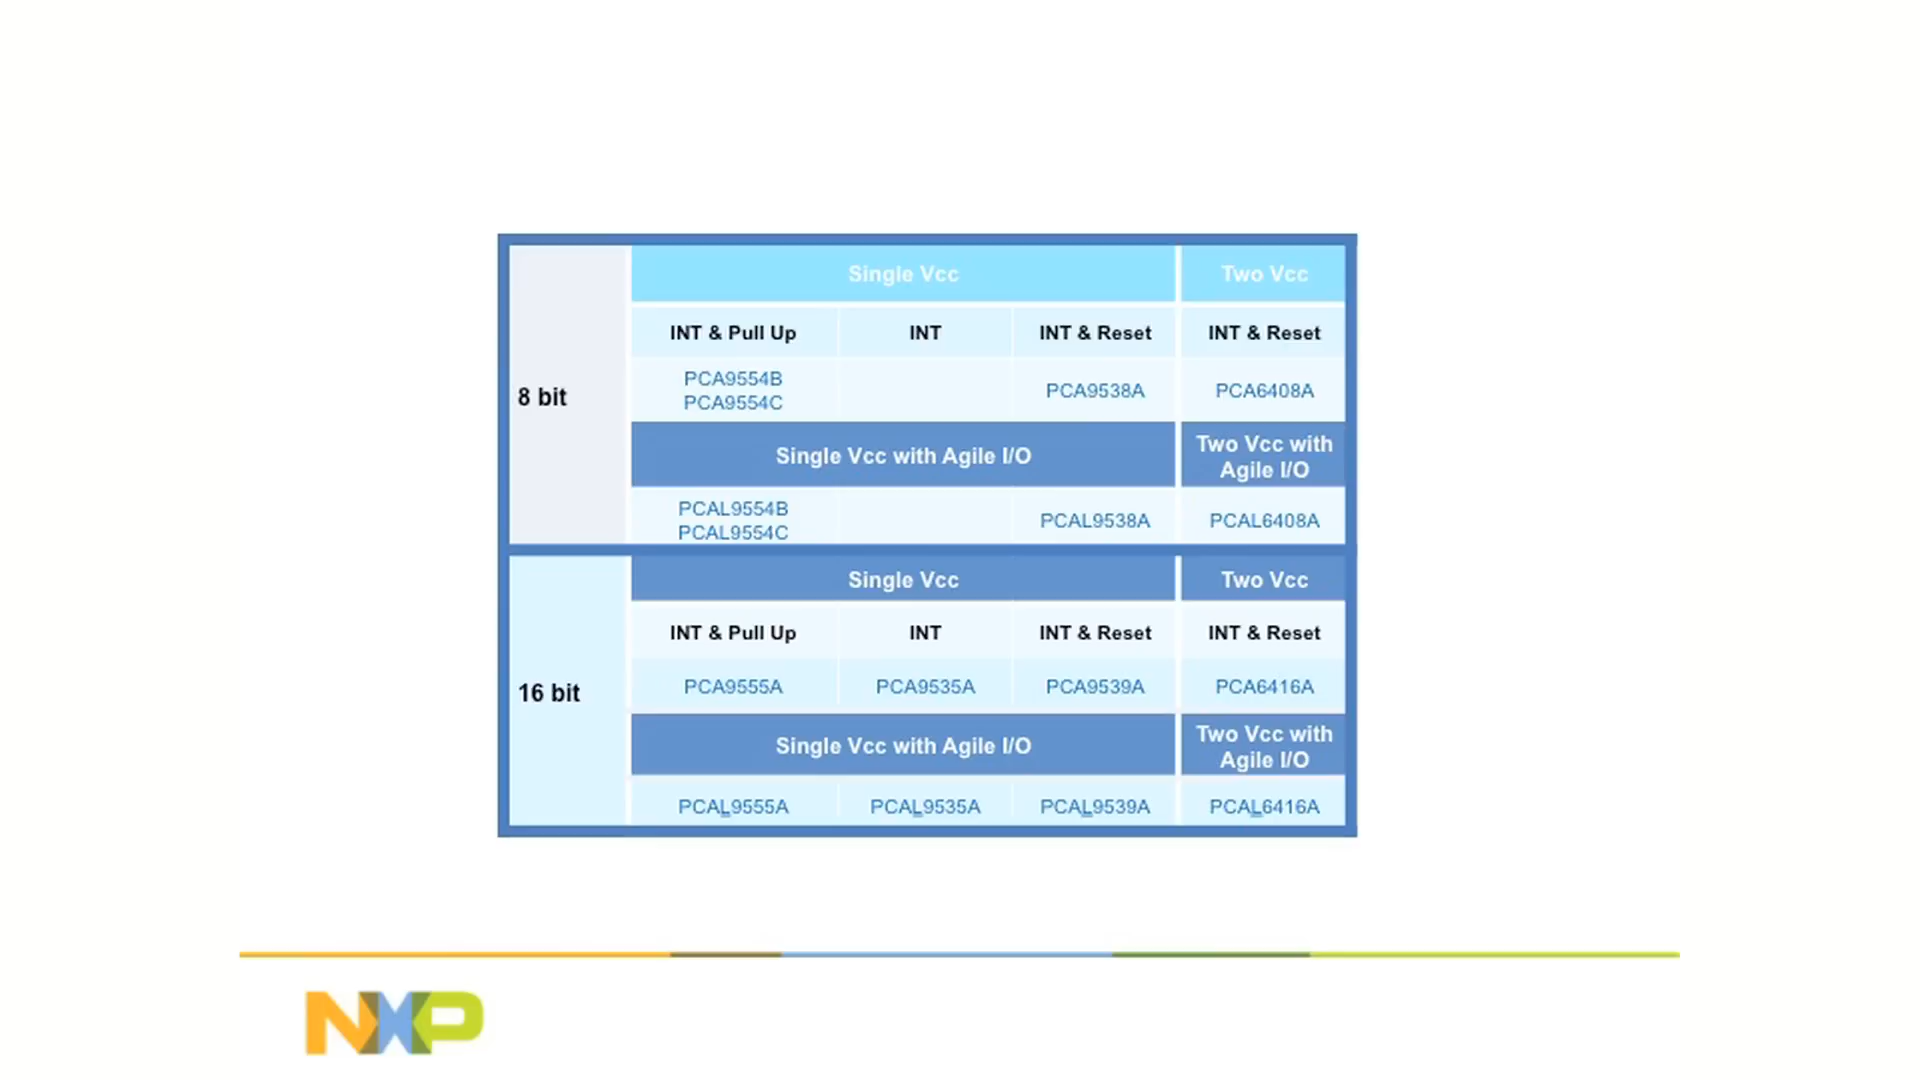 Single Vcc
Two Vcc
INT & Pull Up
INT
INT & Reset
INT & Reset
8 bit
PCA9554B
PCA9554C
PCA9538A
PCA6408A
Single Vcc with Agile I/O
Two Vcc with
Agile I/O
PCAL9554B
PCAL9554C
PCAL9538A
PCAL6408A
Single Vcc
Two Vcc
INT & Pull Up
INT
INT & Reset
INT & Reset
16 bit
PCA9555A
PCA9535A
PCA9539A
PCA6416A
Single Vcc with Agile I/O
Two Vcc with
Agile I/O
PCAL9555A
PCAL9535A
PCAL9539A
PCAL6416A
NXP